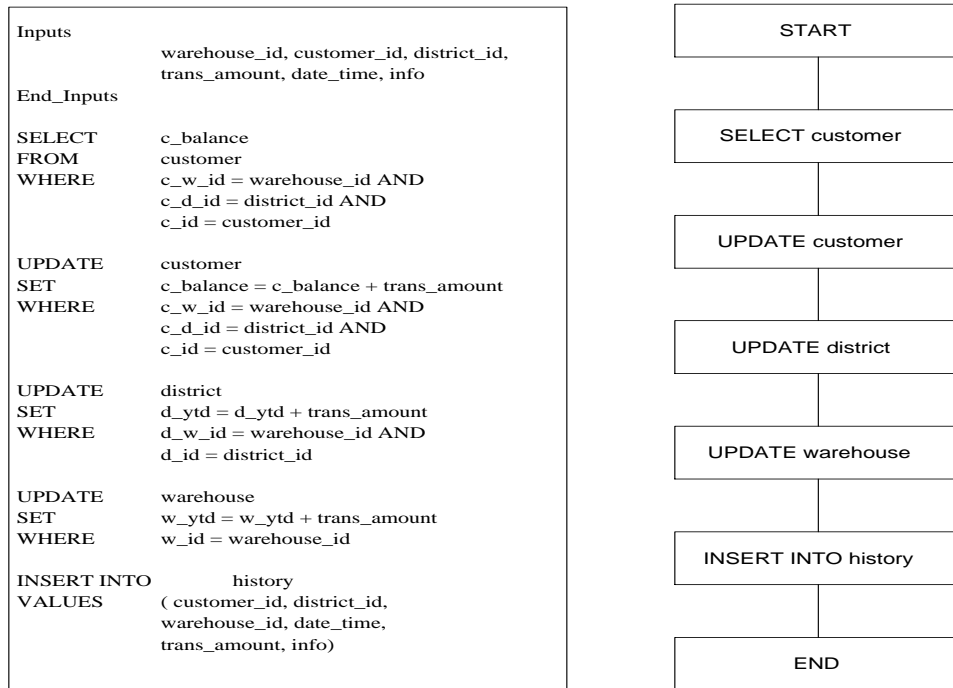 Inputs
warehouse_id, customer_id, district_id,
trans_amount, date_time, info
End_Inputs
SELECT c_balance
FROM customer
WHERE c_w_id = warehouse_id AND
c_d_id = district_id AND
c_id = customer_id
UPDATE customer
SET c_balance = c_balance + trans_amount
WHERE c_w_id = warehouse_id AND
c_d_id = district_id AND
c_id = customer_id
UPDATE district
SET d_ytd = d_ytd + trans_amount
WHERE d_w_id = warehouse_id AND
d_id = district_id
UPDATE warehouse
SET w_ytd = w_ytd + trans_amount
WHERE w_id = warehouse_id
INSERT INTO history
VALUES ( customer_id, district_id,
warehouse_id, date_time,
trans_amount, info)
START
SELECT customer
UPDATE customer
UPDATE district
UPDATE warehouse
INSERT INTO history
END